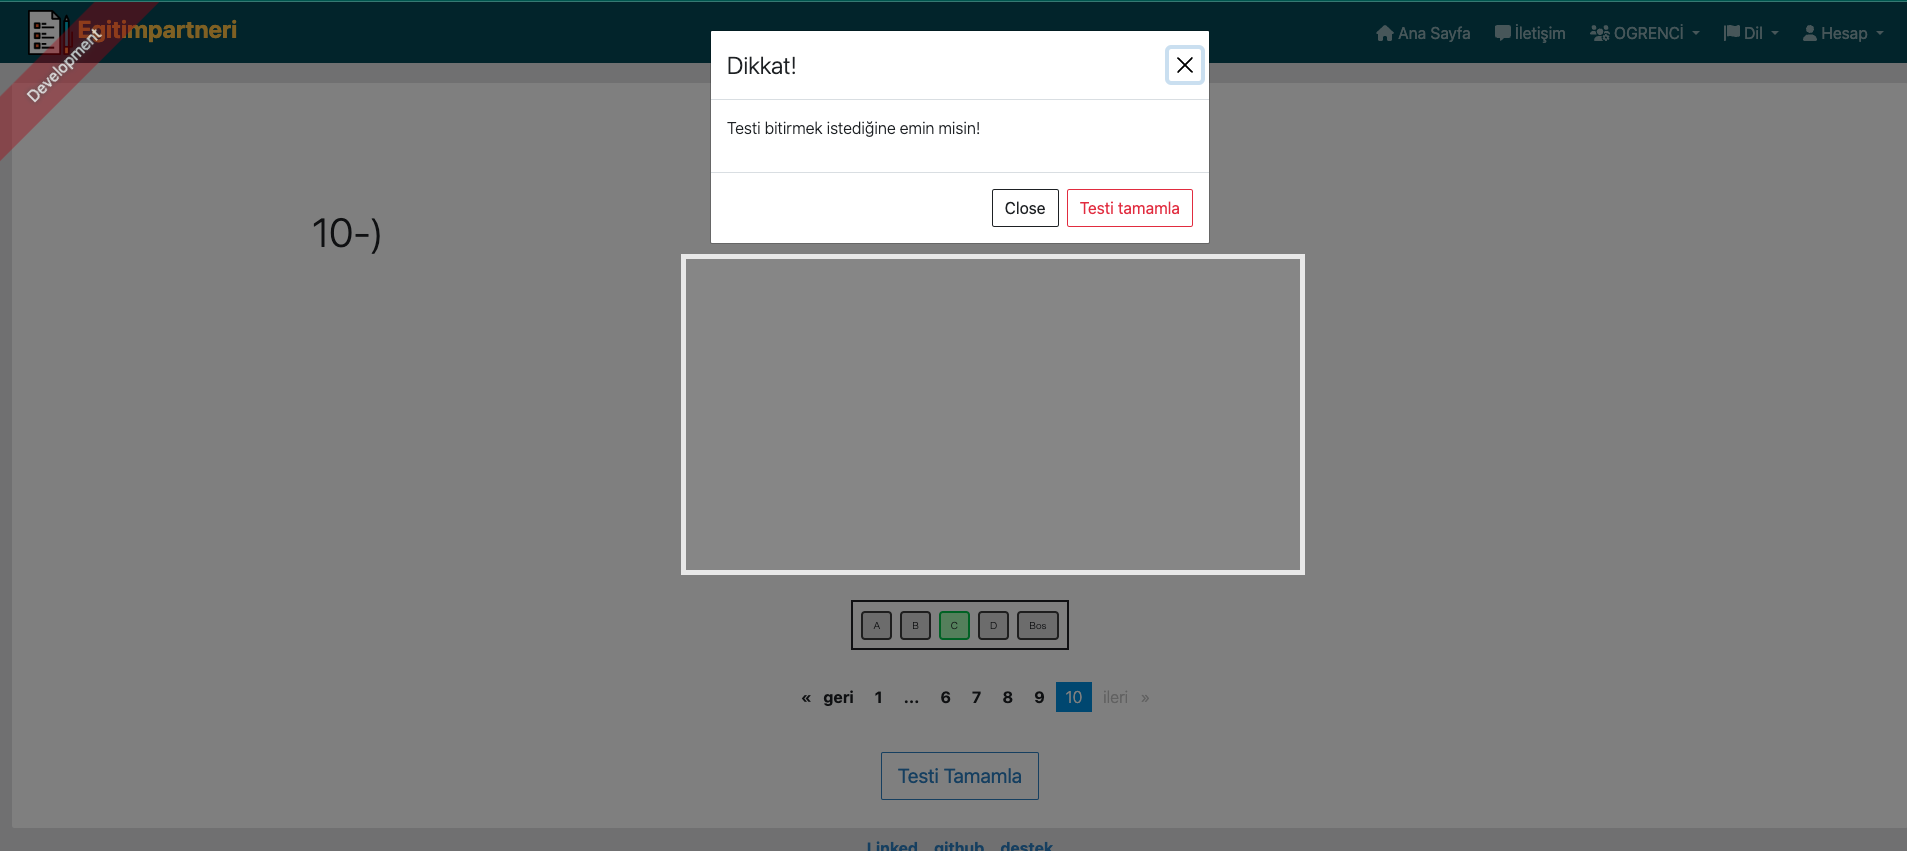 Egitimpartneri
Development
Ana Sayfa İletişim OGRENCİ Dil Hesap
Dikkat!
Testi bitirmek istediğine emin misin!
Close Testi tamamla
10-)
A B C D Bos
« geri 1 ... 6 7 8 9 10 ileri »
Testi Tamamla
Linked github destek